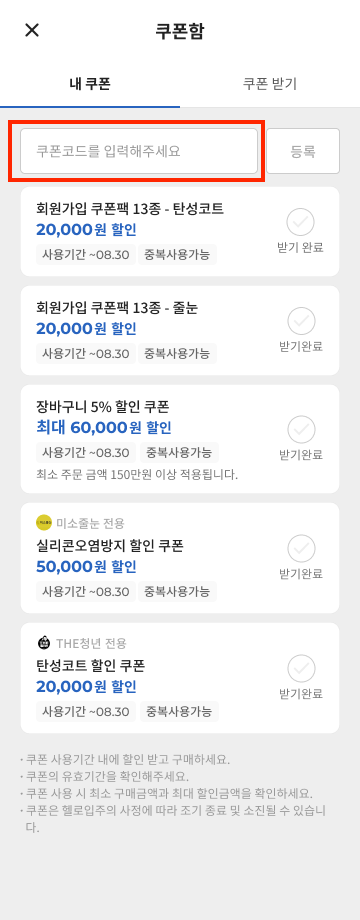 쿠폰함
내 쿠폰
쿠폰 받기
쿠폰코드를 입력해주세요
등록
회원가입 쿠폰팩 13종 - 탄성코트
20,000원 할인
사용기간 ~08.30 중복사용가능
받기 완료
회원가입 쿠폰팩 13종 - 줄눈
20,000원 할인
사용기간 ~08.30 중복사용가능
받기완료
장바구니 5% 할인 쿠폰
최대 60,000원 할인
사용기간 ~08.30 중복사용가능
최소 주문 금액 150만원 이상 적용됩니다.
받기완료
미소줄눈 전용
실리콘오염방지 할인 쿠폰
50,000원 할인
사용기간 ~08.30 중복사용가능
받기완료
THE청년 전용
탄성코트 할인 쿠폰
20,000원 할인
사용기간 ~08.30 중복사용가능
받기완료
· 쿠폰 사용기간 내에 할인 받고 구매하세요.
· 쿠폰의 유효기간을 확인해주세요.
· 쿠폰 사용 시 최소 구매금액과 최대 할인금액을 확인하세요.
· 쿠폰은 헬로입주의 사정에 따라 조기 종료 및 소진될 수 있습니
다.